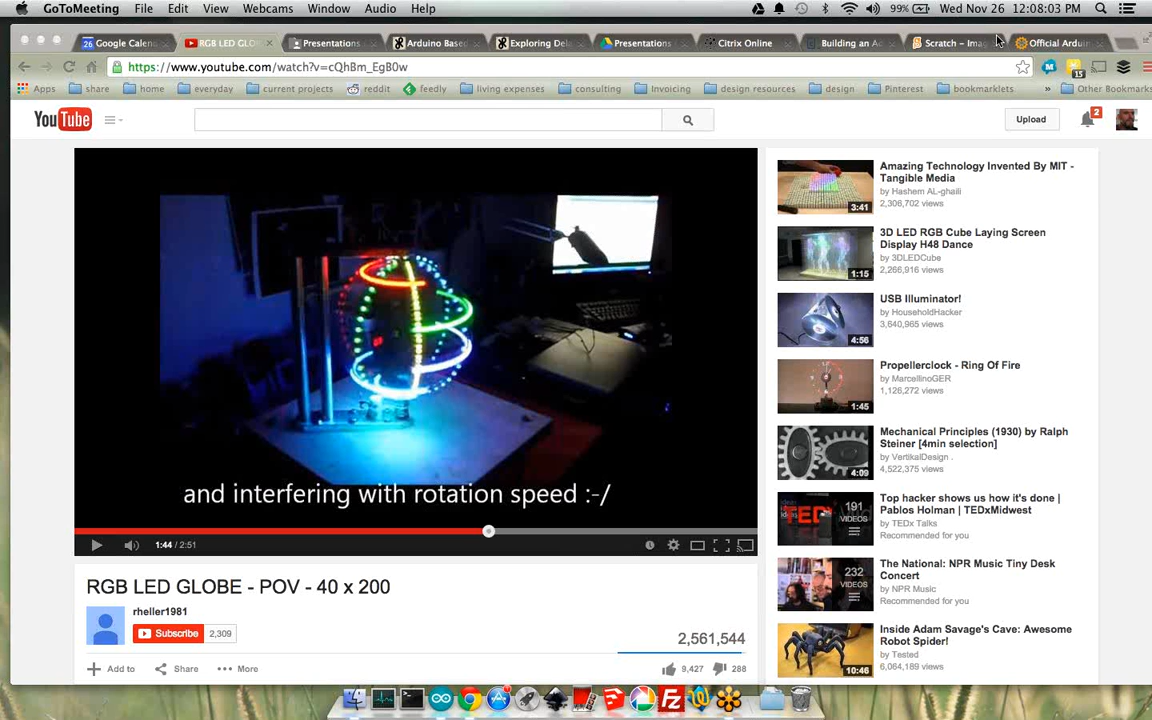 GoToMeeting File Edit View Webcams Window Audio Help 99% Wed Nov 26 12:08:03 PM
26 Google Calen RGB LED GLO Presentations Arduino Base Exploring De Presentations Citrix Online Building an A Scratch – Ima Official Ardu
https://www.youtube.com/watch?v=cQhBm_EgB0w 15
Apps share home everyday current projects reddit feedly living expenses consulting Invoicing design resources design Pinterest bookmarklets » Other Bookmarks
YouTube Upload 2
and interfering with rotation speed :-/
1:44 / 2:51
RGB LED GLOBE - POV - 40 x 200
rheller1981
Subscribe 2,309
2,561,544
Add to Share More 9,427 288
Amazing Technology Invented By MIT -
Tangible Media
by Hashem AL-ghaili
2,306,702 views
3:41
3D LED RGB Cube Laying Screen
Display H48 Dance
by 3DLEDCube
2,266,916 views
1:15
USB Illuminator!
by HouseholdHacker
3,640,965 views
4:56
Propellerclock - Ring Of Fire
by MarcellinoGER
1,126,272 views
1:45
Mechanical Principles (1930) by Ralph
Steiner [4min selection]
by VertikalDesign .
4,522,375 views
4:09
Top hacker shows us how it's done |
Pablos Holman | TEDxMidwest
by TEDx Talks
Recommended for you
TED
191
VIDEOS
The National: NPR Music Tiny Desk
Concert
by NPR Music
Recommended for you
232
VIDEOS
Inside Adam Savage's Cave: Awesome
Robot Spider!
by Tested
6,064,189 views
10:46